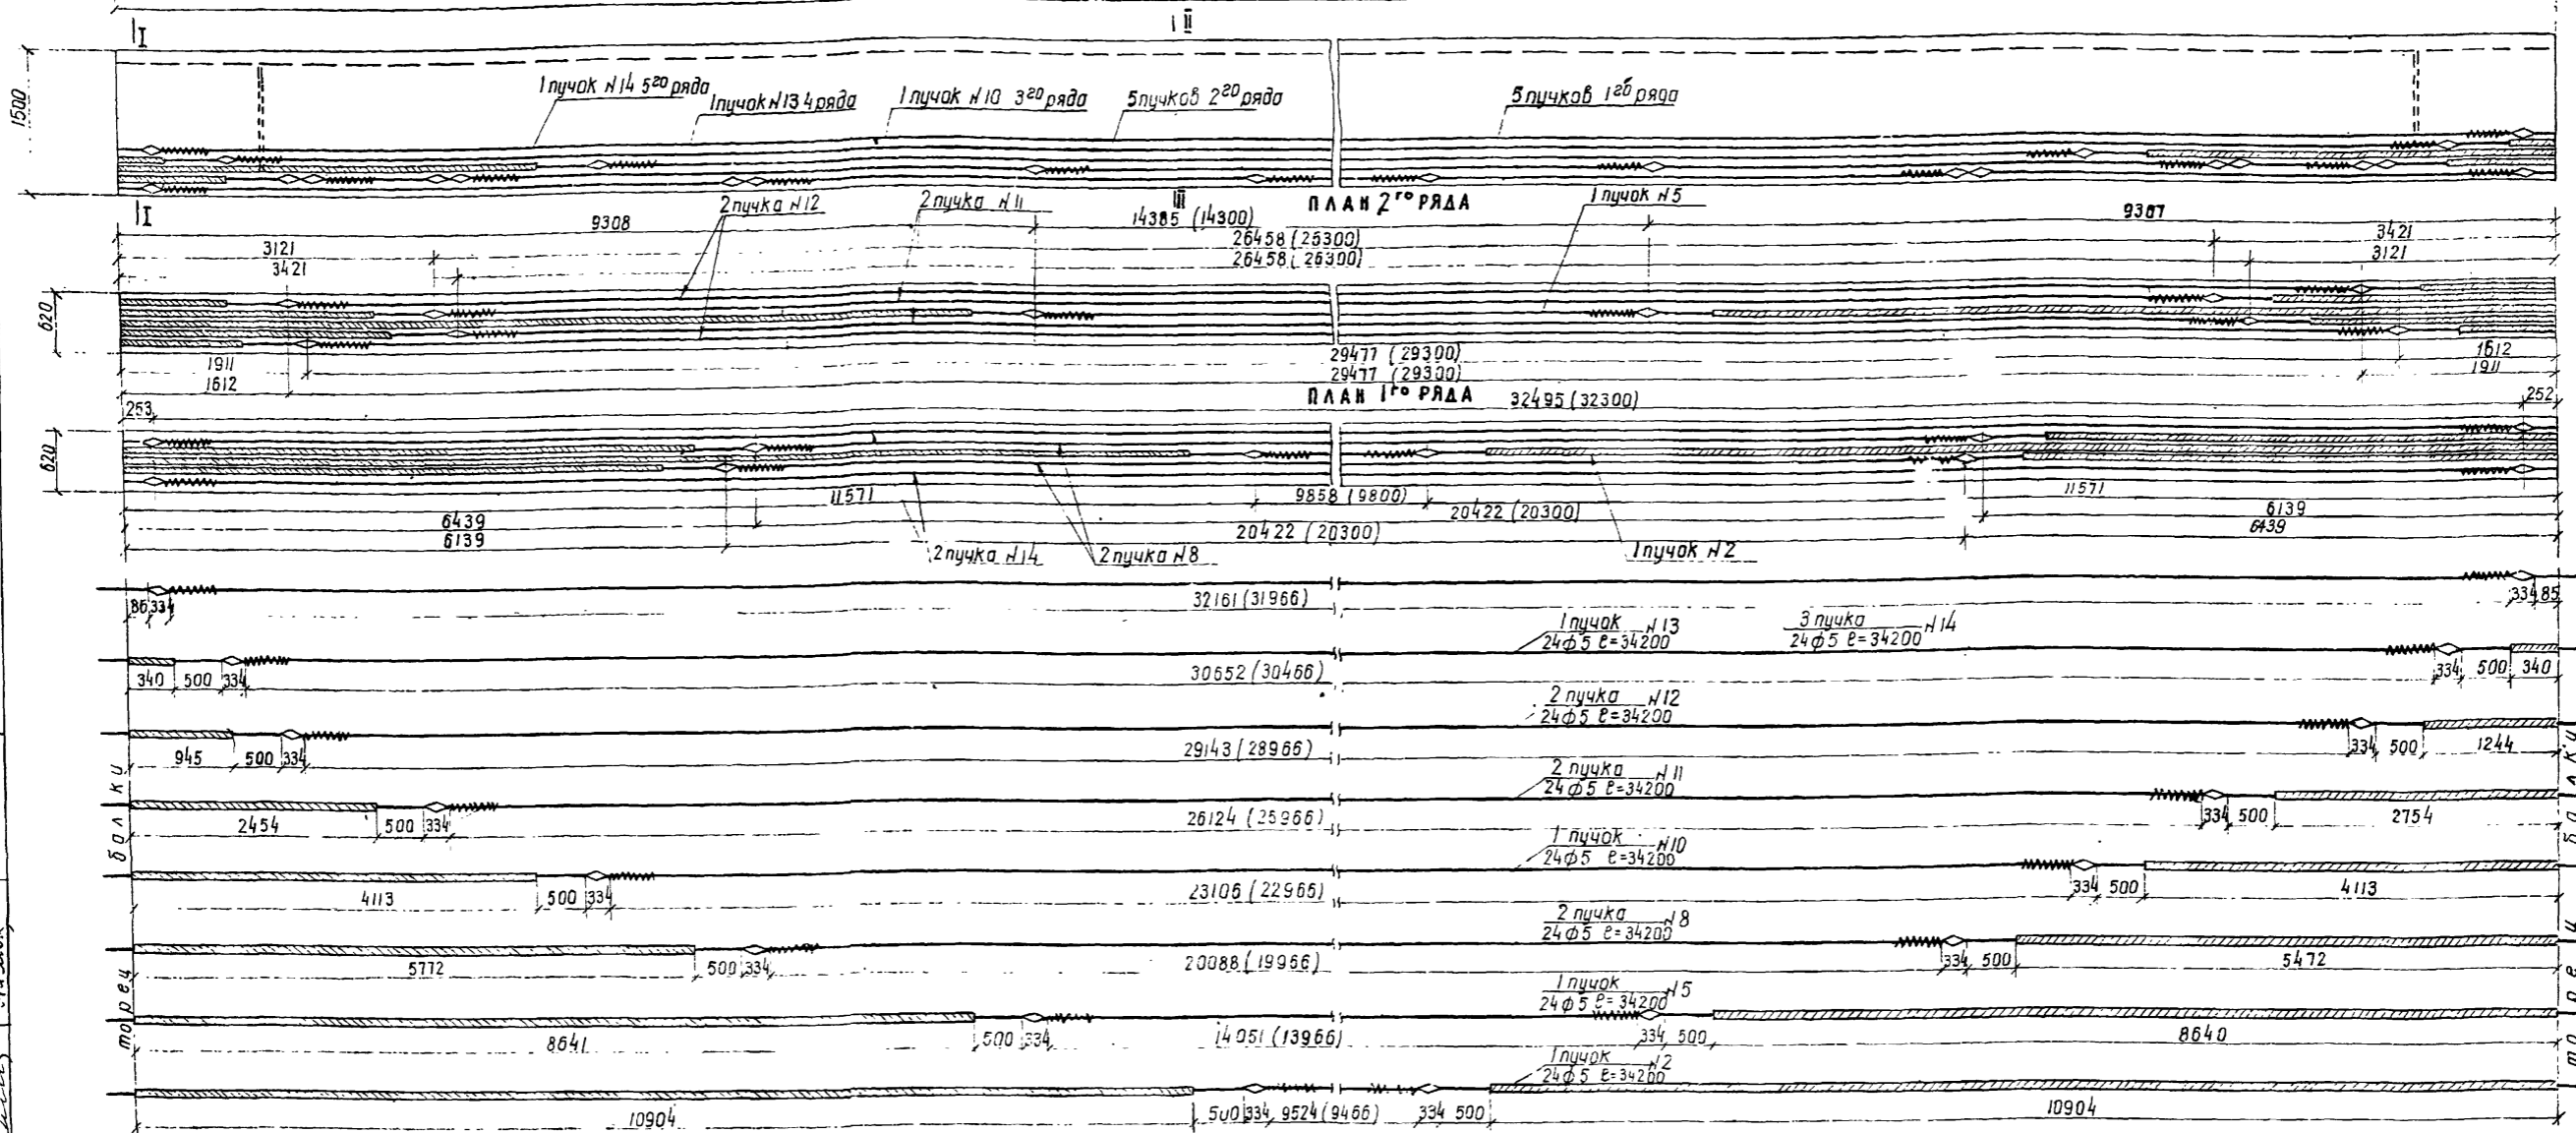 I
I II
1500
1 пучок N14 5го ряда
1 пучок N13 4 ряда
1 пучок N10 3го ряда
5 пучков 2го ряда
5 пучков 1го ряда
I
III
2 пучка N12
2 пучка N11
ПЛАН 2го РЯДА
1 пучок N5
9308
14385 (14300)
9307
3121
26458 (25300)
3421
3421
26458 (26300)
3121
620
29477 (29300)
1911
1612
29477 (29300)
1612
1911
ПЛАН 1го РЯДА
253
32495 (32300)
252
620
11571
9858 (9800)
11571
6439
20422 (20300)
6139
6139
20422 (20300)
6439
2 пучка N14
2 пучка N8
1 пучок N2
86 334
32161 (31966)
334 85
1 пучок N13
24ф5 ℓ=34200
3 пучка N14
24ф5 ℓ=34200
340 500 334
30652 (30466)
334 500 340
2 пучка N12
24ф5 ℓ=34200
945 500 334
29143 (28966)
334 500 1244
2 пучка N11
24ф5 ℓ=34200
2454 500 334
26124 (25966)
334 500 2754
1 пучок N10
24ф5 ℓ=34200
4113 500 334
23106 (22966)
334 500 4113
2 пучка N8
24ф5 ℓ=34200
5772 500 334
20088 (19966)
334 500 5472
1 пучок N5
24ф5 ℓ=34200
8641 500 334
14051 (13966)
334 500 8640
1 пучок N2
24ф5 ℓ=34200
10904 500 334 9524 (9466) 334 500 10904
торец балки
торец балки